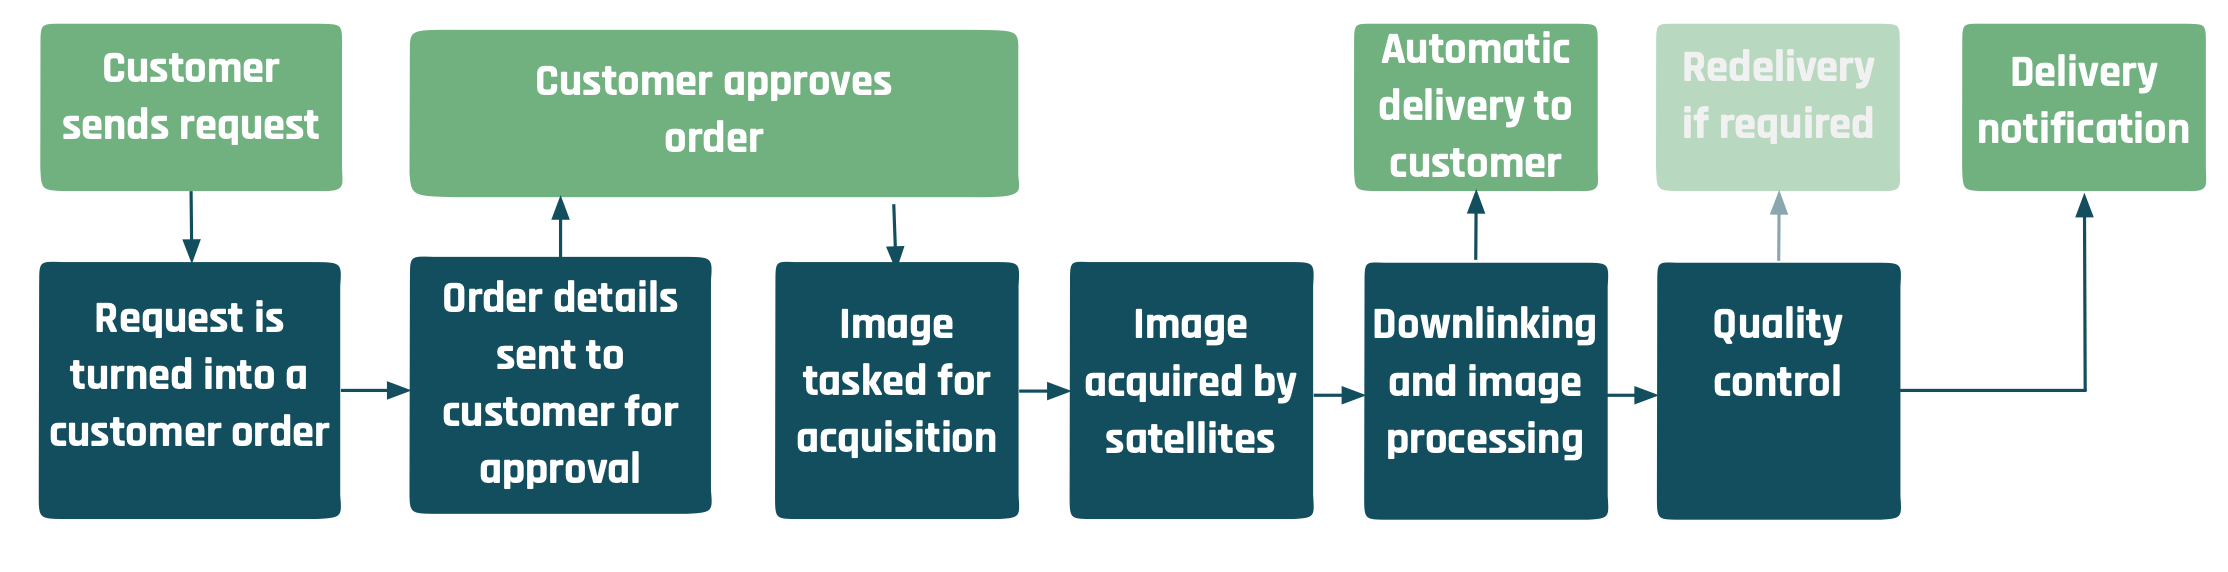 Customer
sends request
Customer approves
order
Automatic
delivery to
customer
Redelivery
if required
Delivery
notification
Request is
turned into a
customer order
Order details
sent to
customer for
approval
Image
tasked for
acquisition
Image
acquired by
satellites
Downlinking
and image
processing
Quality
control